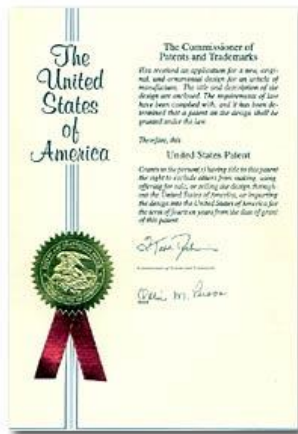 The
United
States
of
America
The Commissioner of
Patents and Trademarks
Has received an application for a new, origi-
nal, and ornamental design for an article of
manufacture. The title and description of the
design are enclosed. The requirements of law
have been complied with, and it has been de-
termined that a patent on the design shall be
granted under the law.
Therefore, this
United States Patent
Grants to the person(s) having title to this patent
the right to exclude others from making, using,
offering for sale, or selling the design through-
out the United States of America, or importing
the design into the United States of America for
the term of fourteen years from the date of grant
of this patent.
Commissioner of Patents and Trademarks